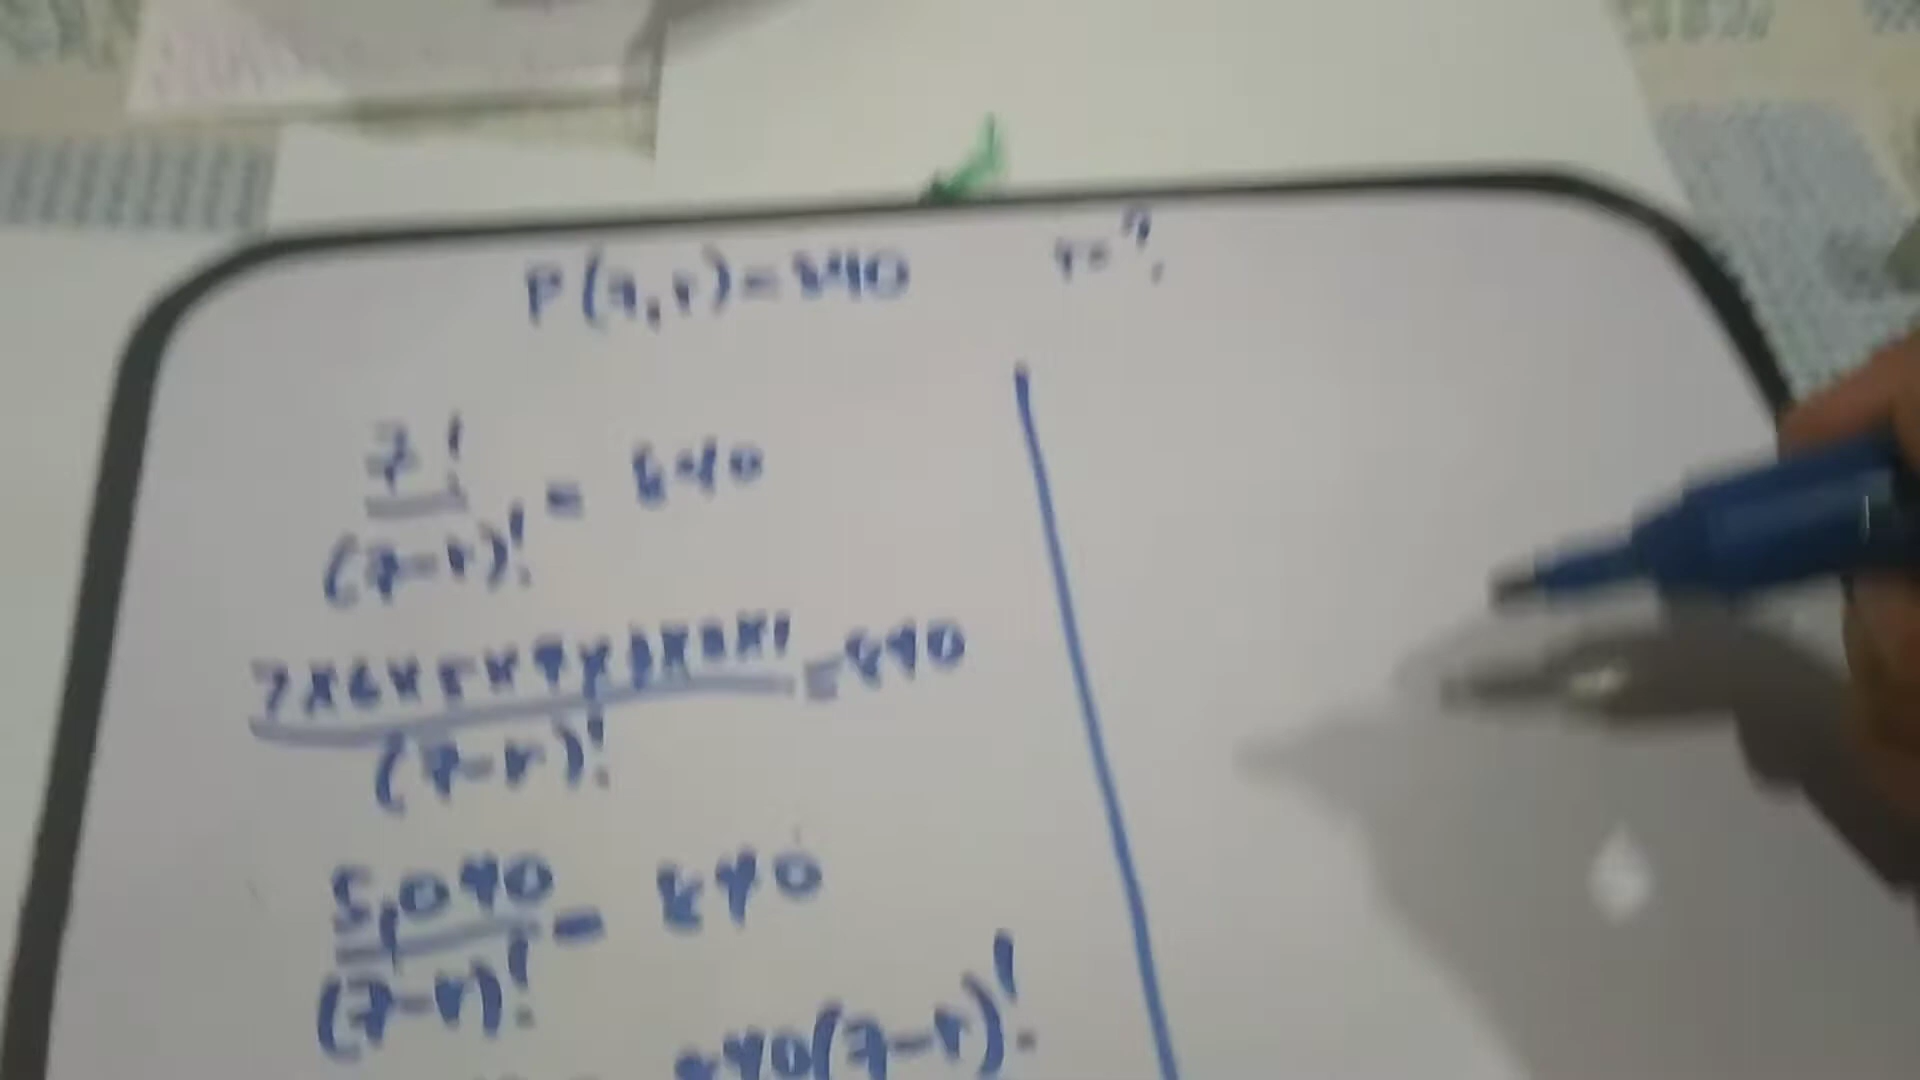 P(7,r)=840 r=?
7!
(7-r)! = 840
7x6x5x4x3x2x1 = 840
(7-r)!
5,040 = 840
(7-r)!
840(7-r)!